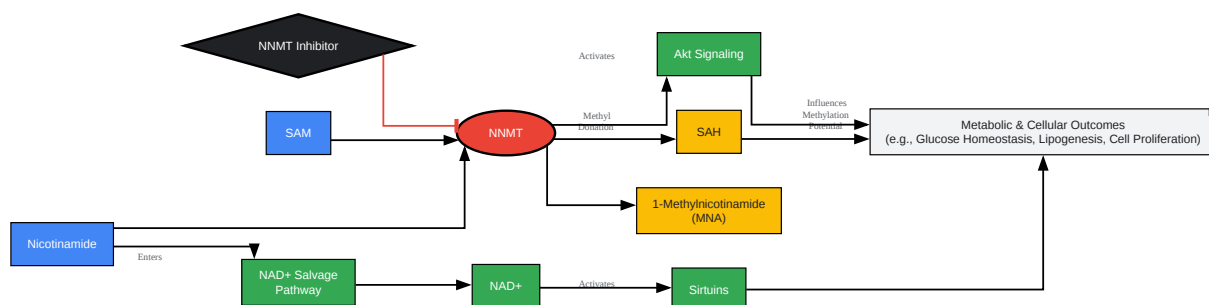 NNMT Inhibitor
Activates
Akt Signaling
SAM
NNMT
Methyl
Donation
SAH
Influences
Methylation
Potential
Metabolic & Cellular Outcomes
(e.g., Glucose Homeostasis, Lipogenesis, Cell Proliferation)
1-Methylnicotinamide
(MNA)
Nicotinamide
Enters
NAD+ Salvage
Pathway
NAD+
Activates
Sirtuins